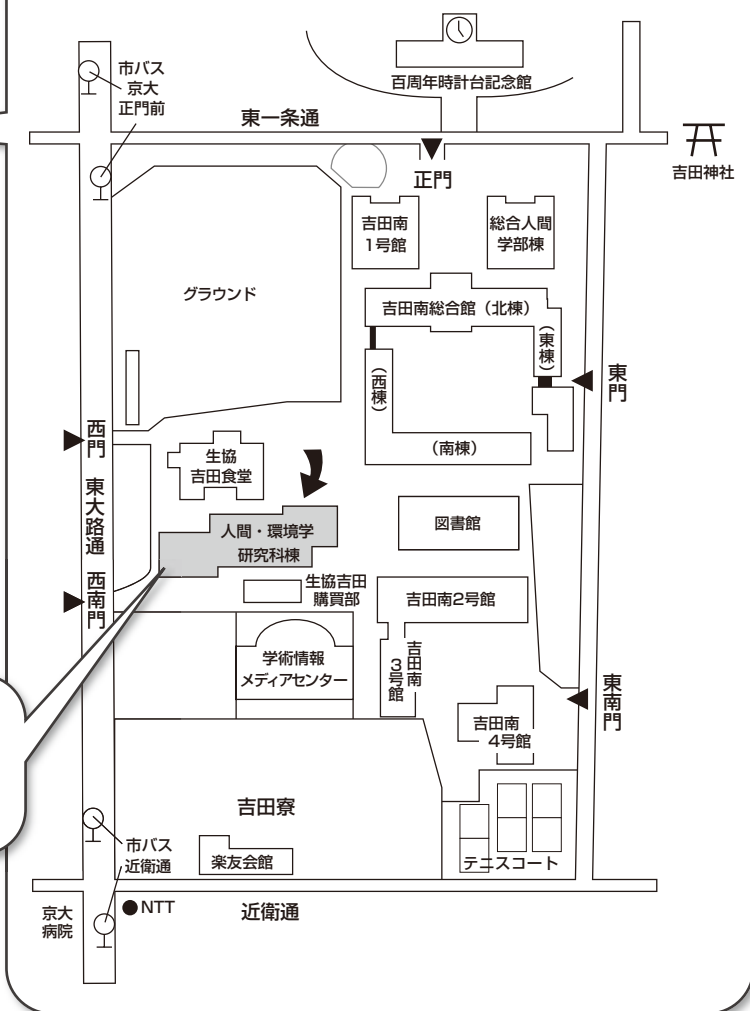 市バス
京大
正門前
百周年時計台記念館
東一条通
正門
吉田神社
吉田南
1号館
総合人間
学部棟
グラウンド
吉田南総合館(北棟)
(東棟)
(西棟)
東門
西門
生協
吉田食堂
(南棟)
東大路通
人間・環境学
研究科棟
図書館
西南門
生協吉田
購買部
吉田南2号館
学術情報
メディアセンター
吉田南
3号館
東南門
吉田南
4号館
吉田寮
市バス
近衛通
楽友会館
テニスコート
京大
病院
NTT
近衛通